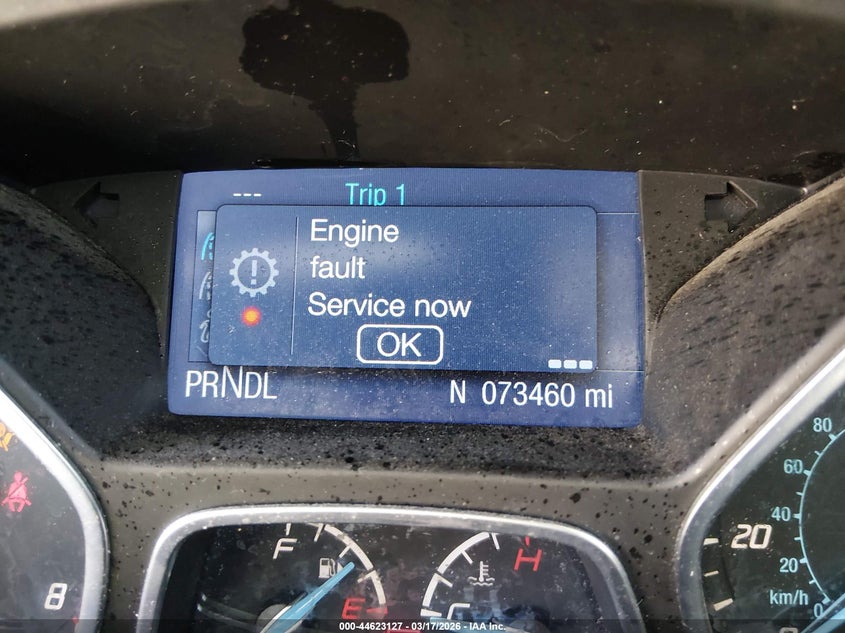 --- Trip 1
Engine
fault
Service now
OK
PRNDL N 073460 mi
80
60
F H
40
20
20
8 E C km/h
0
000-44623127 - 03/17/2026 - IAA Inc.